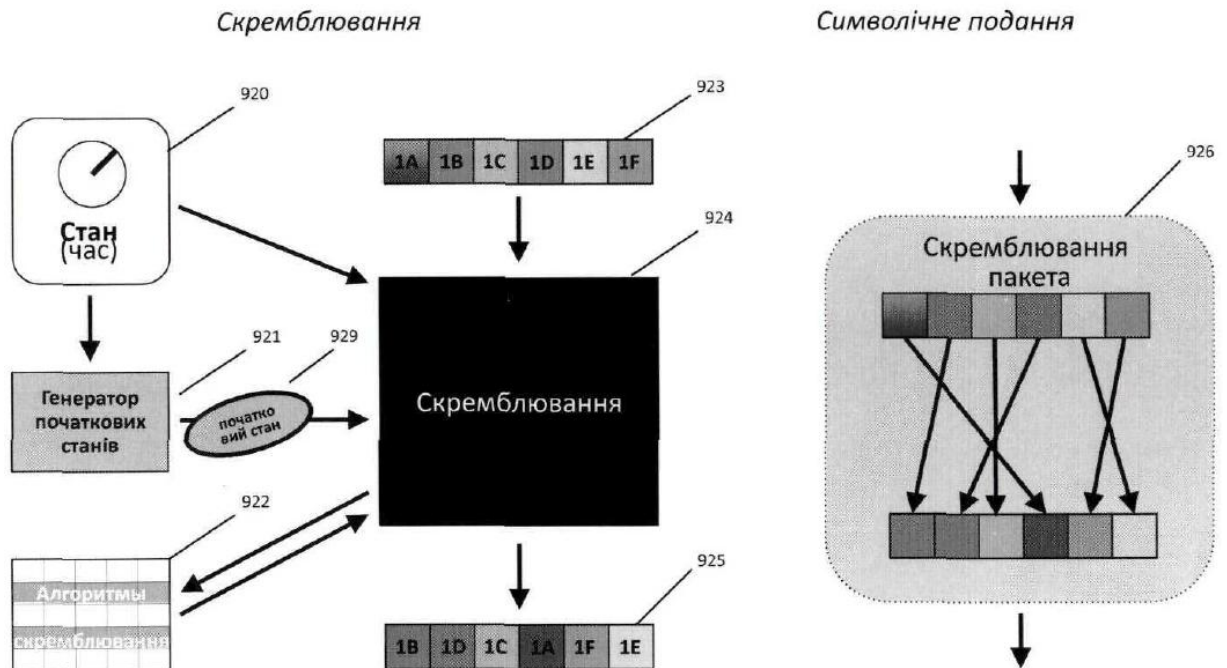 Скремблювання
Символічне подання
920
923
1A 1B 1C 1D 1E 1F
926
924
Стан
(час)
Скремблювання
пакета
921
929
Генератор
початкових
станів
початко
вий стан
Скремблювання
922
Алгоритмы
скремблювання
925
1B 1D 1C 1A 1F 1E